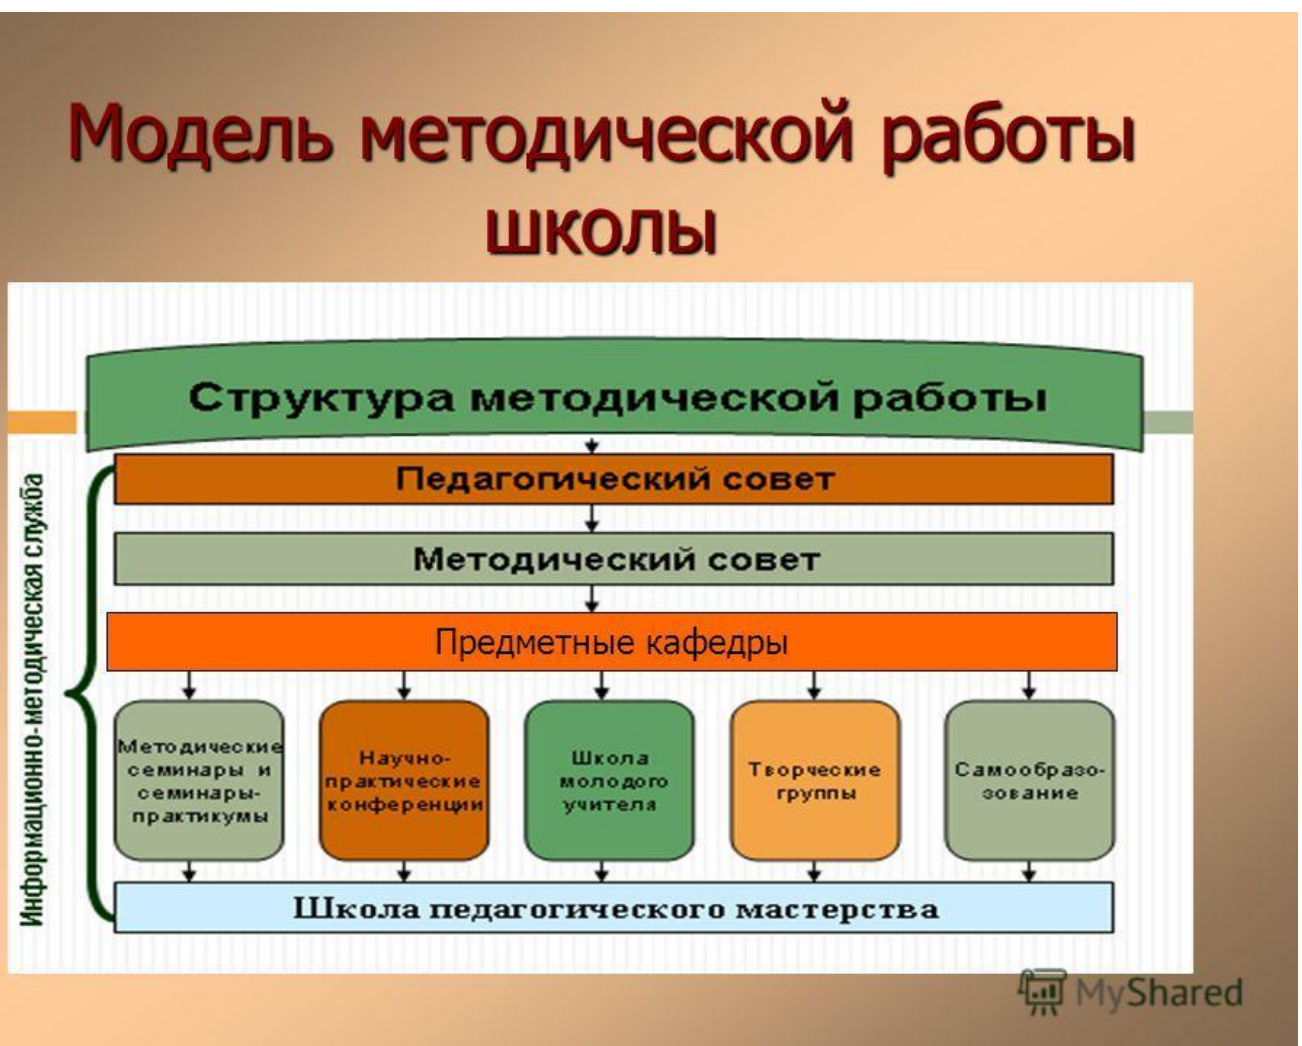 Модель методической работы
школы
Структура методической работы
Педагогический совет
Методический совет
Предметные кафедры
Методические
семинары и
семинары-
практикумы
Научно-
практические
конференции
Школа
молодого
учителя
Творческие
группы
Самообразо-
зование
Школа педагогического мастерства
Информационно-методическая служба
MyShared